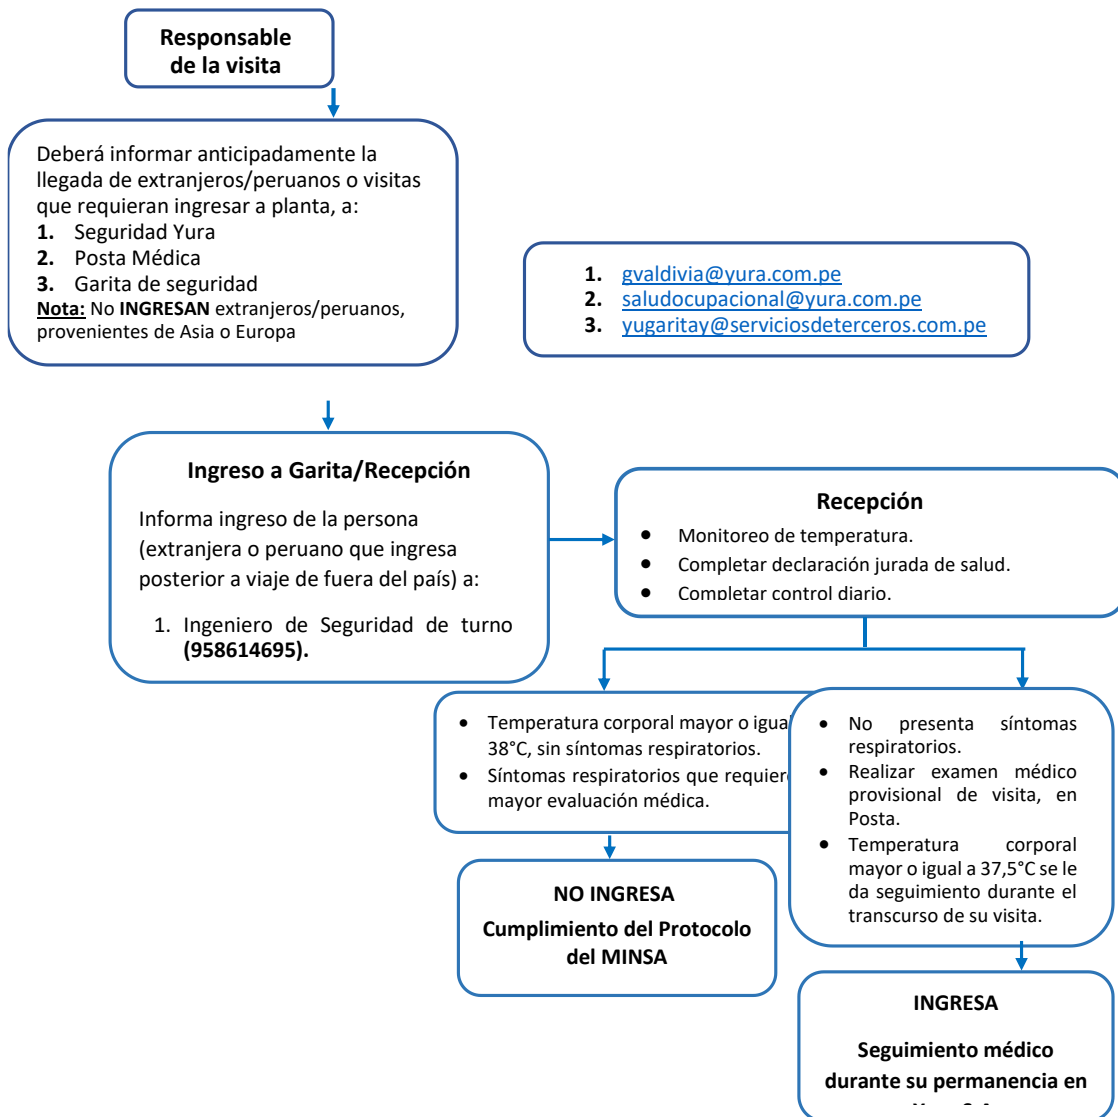 Responsable
de la visita
Deberá informar anticipadamente la
llegada de extranjeros/peruanos o visitas
que requieran ingresar a planta, a:
1. Seguridad Yura
2. Posta Médica
3. Garita de seguridad
Nota: No INGRESAN extranjeros/peruanos,
provenientes de Asia o Europa
1. gvaldivia@yura.com.pe
2. saludocupacional@yura.com.pe
3. yugaritay@serviciosdeterceros.com.pe
Ingreso a Garita/Recepción
Informa ingreso de la persona
(extranjera o peruano que ingresa
posterior a viaje de fuera del país) a:
1. Ingeniero de Seguridad de turno
(958614695).
Recepción
• Monitoreo de temperatura.
• Completar declaración jurada de salud.
• Completar control diario.
• Temperatura corporal mayor o igual
38°C, sin síntomas respiratorios.
• Síntomas respiratorios que requiere
mayor evaluación médica.
NO INGRESA
Cumplimiento del Protocolo
del MINSA
• No presenta síntomas
respiratorios.
• Realizar examen médico
provisional de visita, en
Posta.
• Temperatura corporal
mayor o igual a 37,5°C se le
da seguimiento durante el
transcurso de su visita.
INGRESA
Seguimiento médico
durante su permanencia en